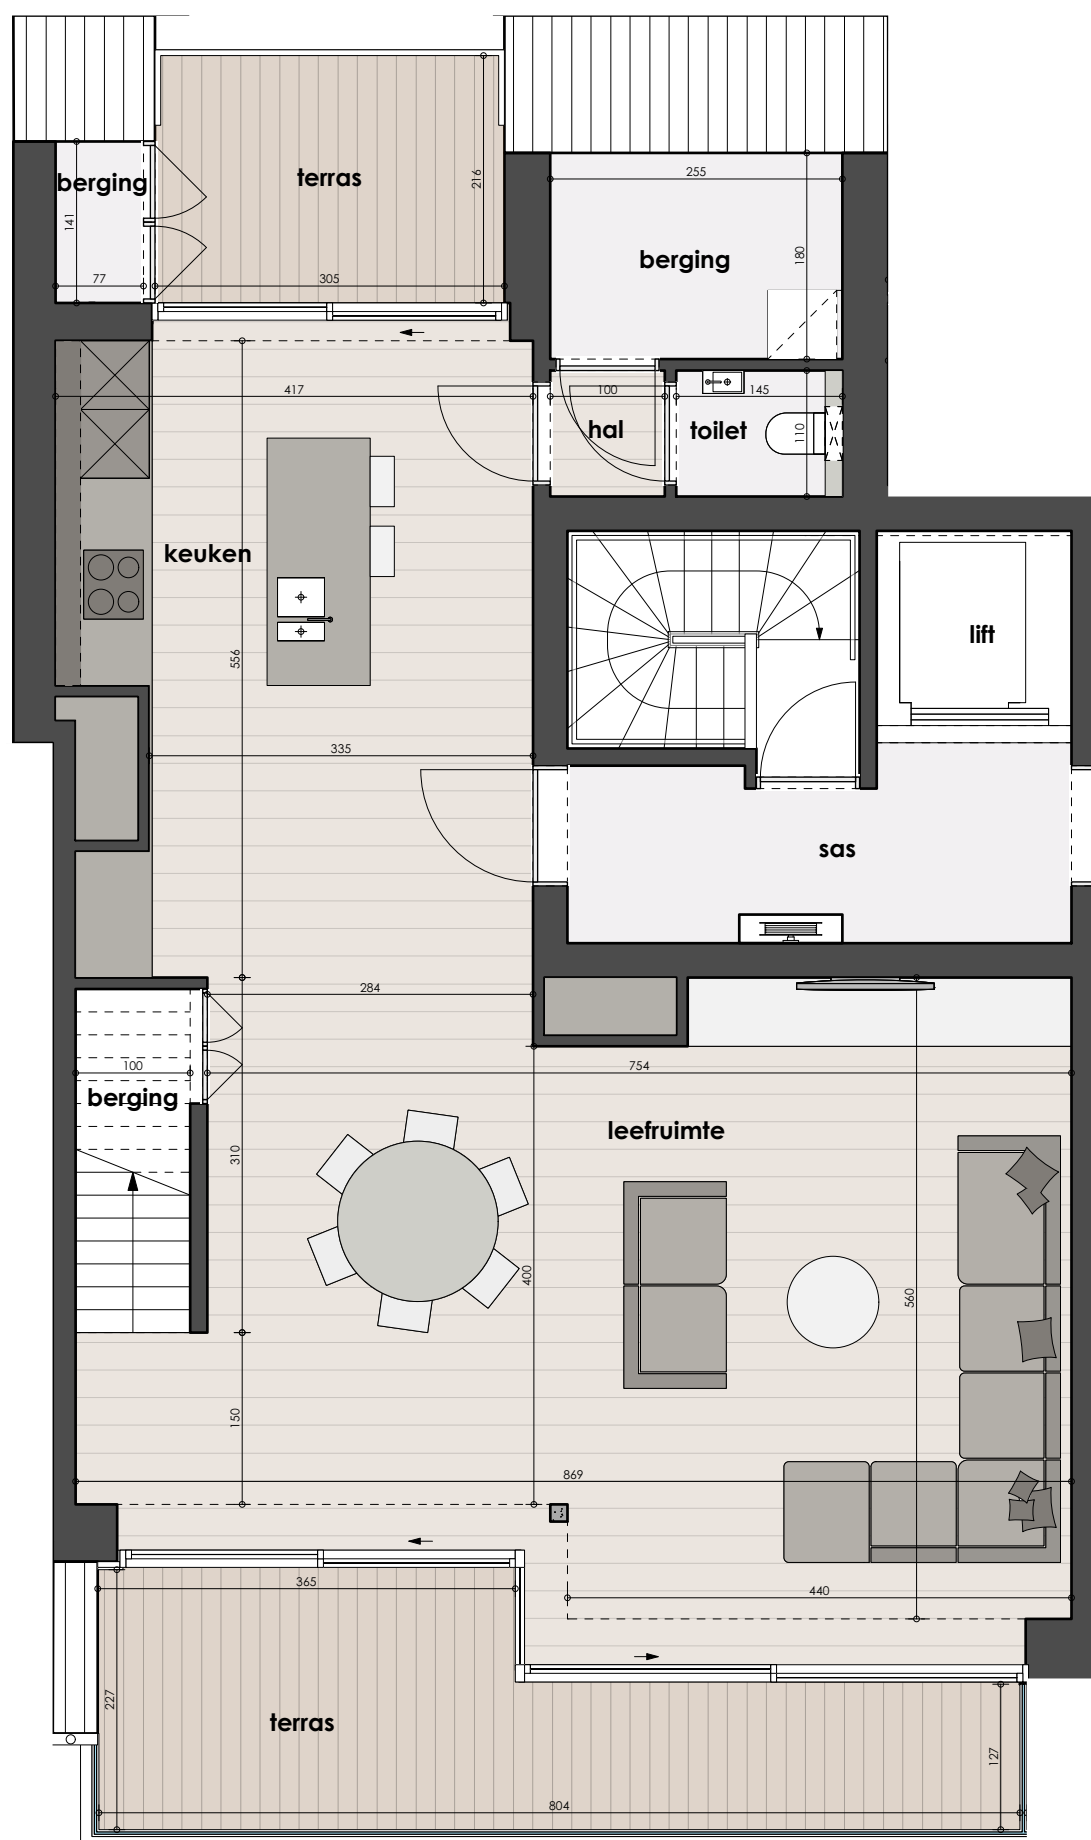 berging
terras
216
141
77
305
255
berging
180
417
100
145
hal
toilet
110
keuken
556
lift
335
sas
284
100
754
berging
leefruimte
310
400
560
150
869
365
440
227
terras
127
804